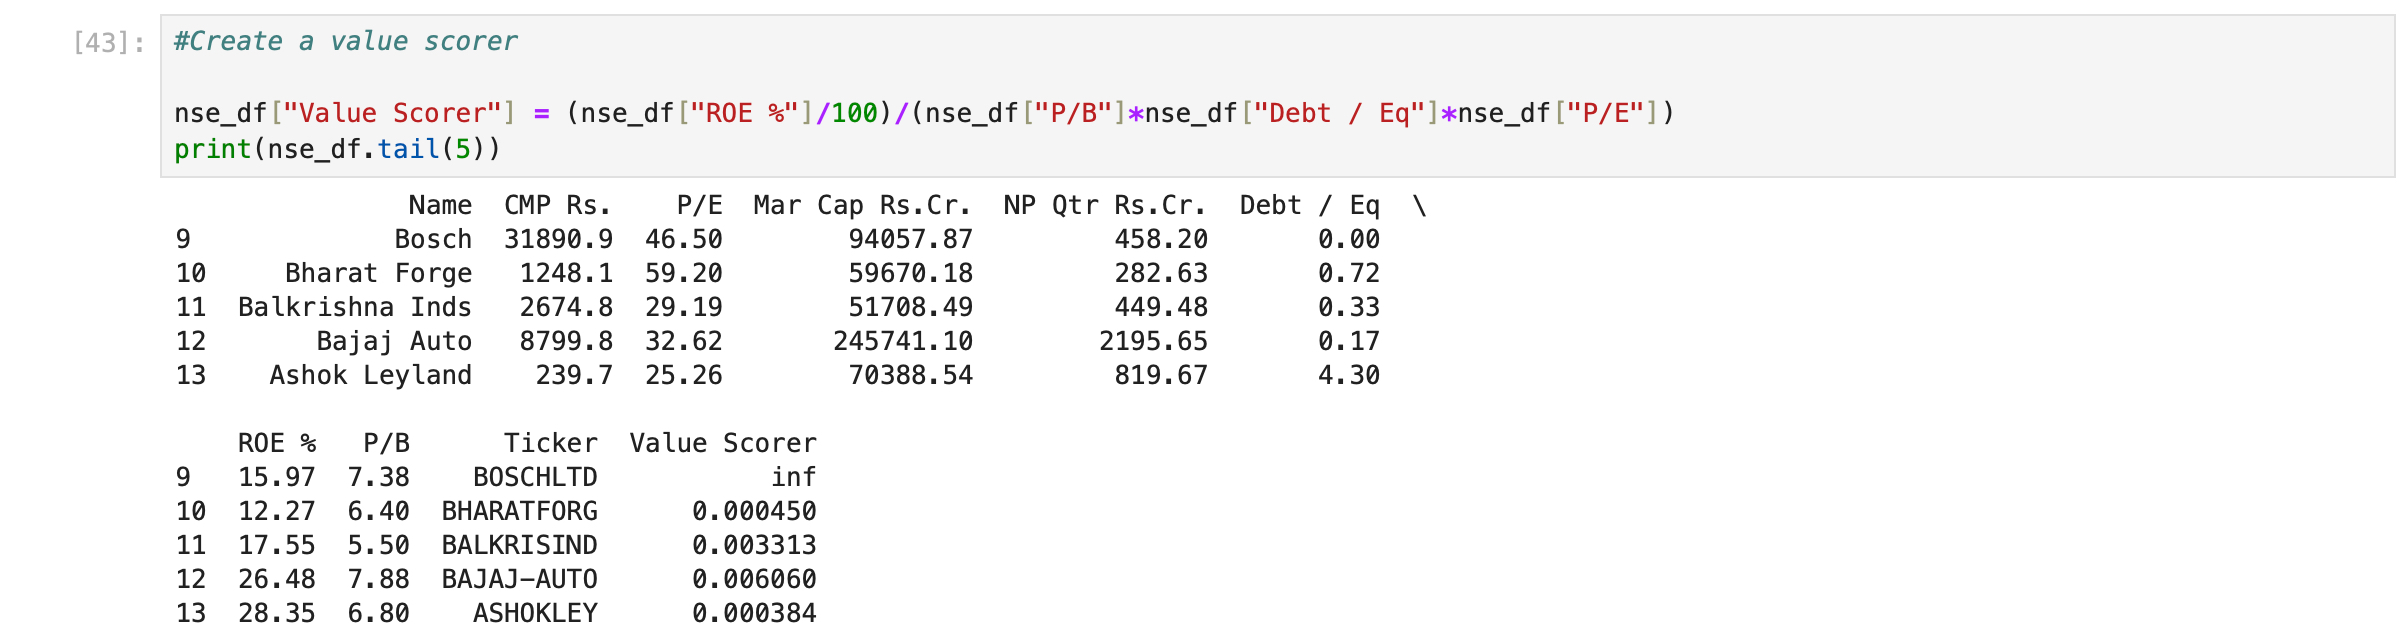 [43]: #Create a value scorer
nse_df["Value Scorer"] = (nse_df["ROE %"]/100)/(nse_df["P/B"]*nse_df["Debt / Eq"]*nse_df["P/E"])
print(nse_df.tail(5))
Name CMP Rs. P/E Mar Cap Rs.Cr. NP Qtr Rs.Cr. Debt / Eq \
9 Bosch 31890.9 46.50 94057.87 458.20 0.00
10 Bharat Forge 1248.1 59.20 59670.18 282.63 0.72
11 Balkrishna Inds 2674.8 29.19 51708.49 449.48 0.33
12 Bajaj Auto 8799.8 32.62 245741.10 2195.65 0.17
13 Ashok Leyland 239.7 25.26 70388.54 819.67 4.30
ROE % P/B Ticker Value Scorer
9 15.97 7.38 BOSCHLTD inf
10 12.27 6.40 BHARATFORG 0.000450
11 17.55 5.50 BALKRISIND 0.003313
12 26.48 7.88 BAJAJ-AUTO 0.006060
13 28.35 6.80 ASHOKLEY 0.000384